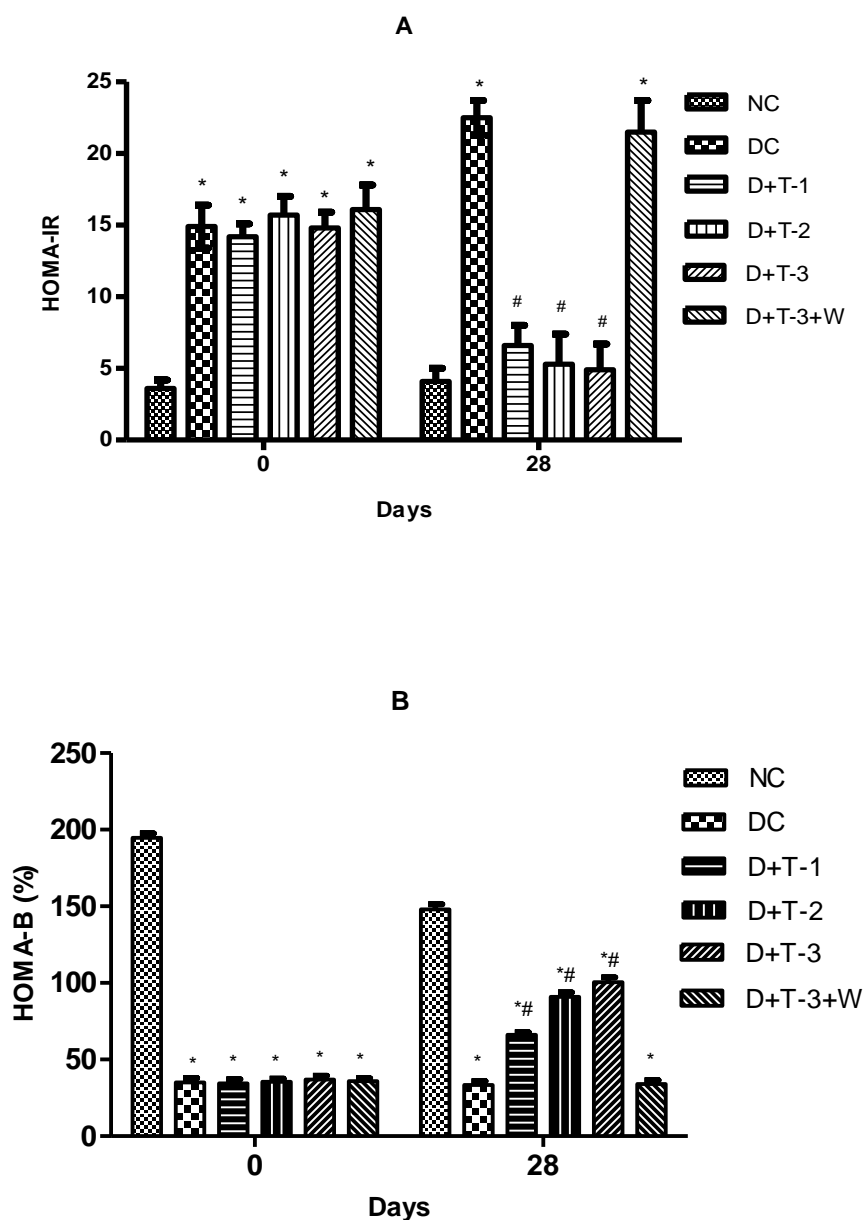 A
HOMA-IR
25
20
15
10
5
0
* * * * *
* # # # *
0 28
Days
NC
DC
D+T-1
D+T-2
D+T-3
D+T-3+W
B
HOMA-B (%)
250
200
150
100
50
0
* * * * *
* *# *# *# *
0 28
Days
NC
DC
D+T-1
D+T-2
D+T-3
D+T-3+W